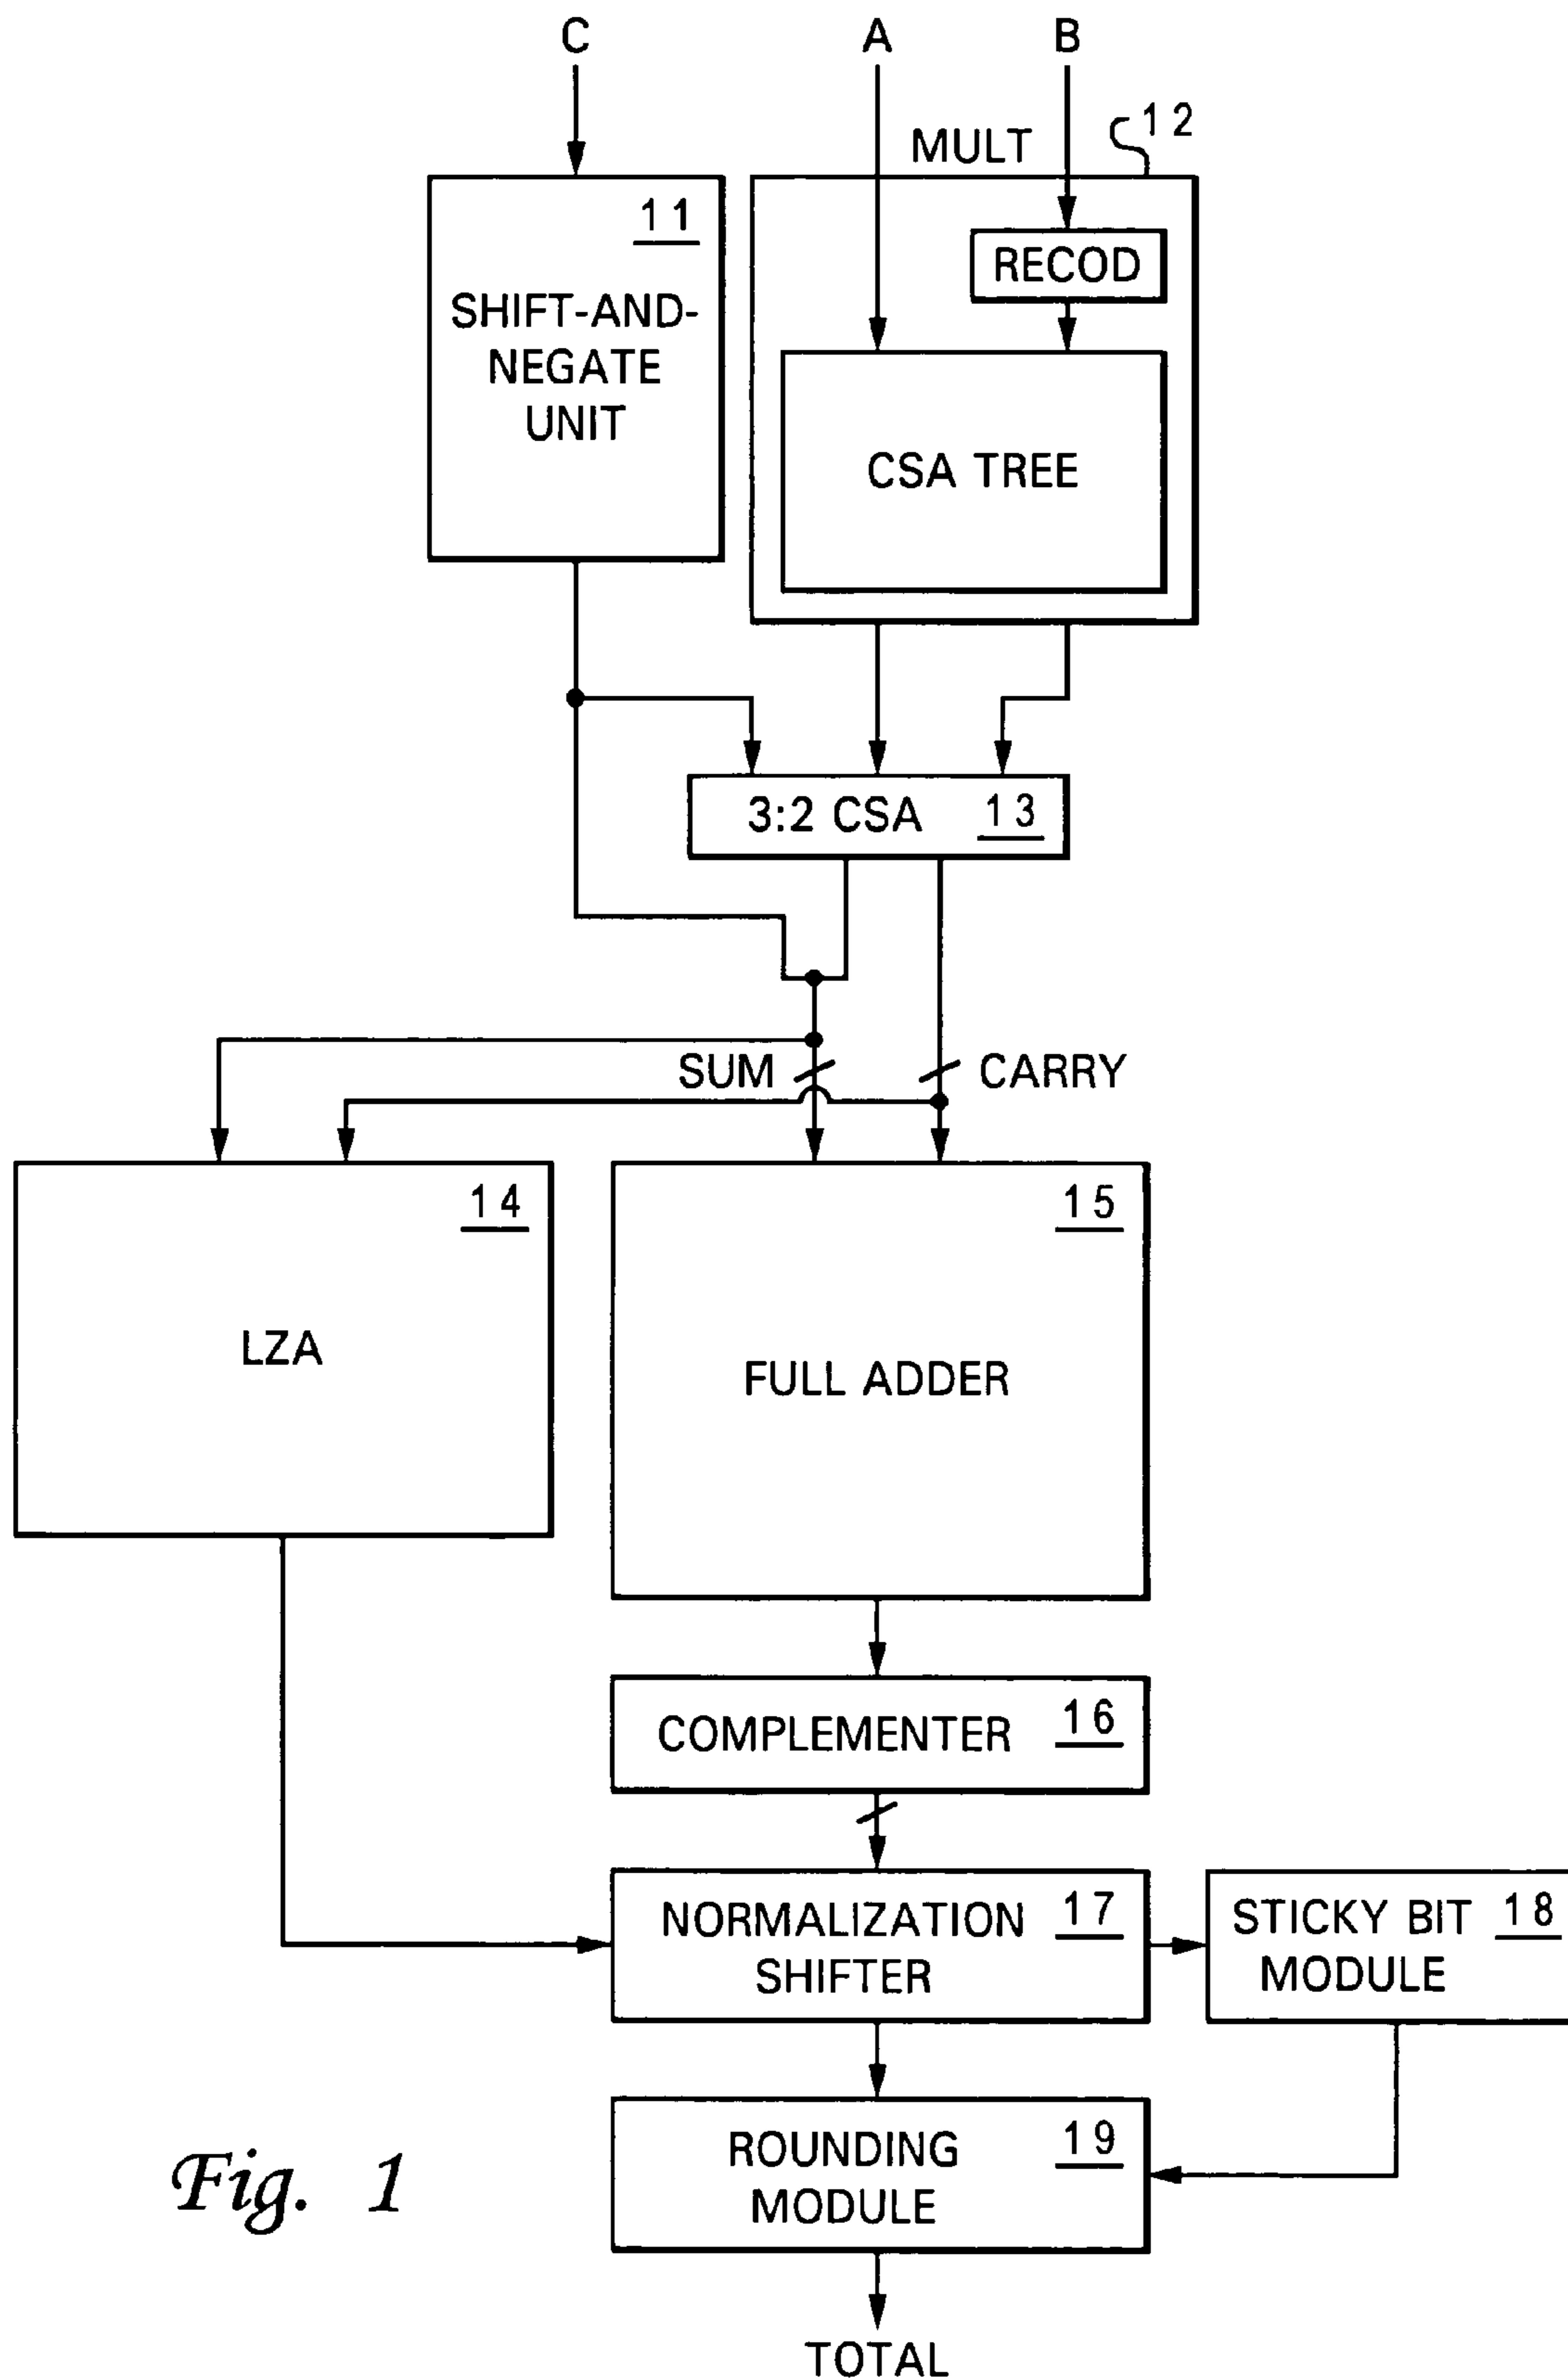 C
A
B
MULT
12
11
SHIFT-AND-
NEGATE
UNIT
RECOD
CSA TREE
3:2 CSA
13
SUM
CARRY
14
LZA
15
FULL ADDER
COMPLEMENTER
16
NORMALIZATION
SHIFTER
17
STICKY BIT
MODULE
18
ROUNDING
MODULE
19
Fig. 1
TOTAL